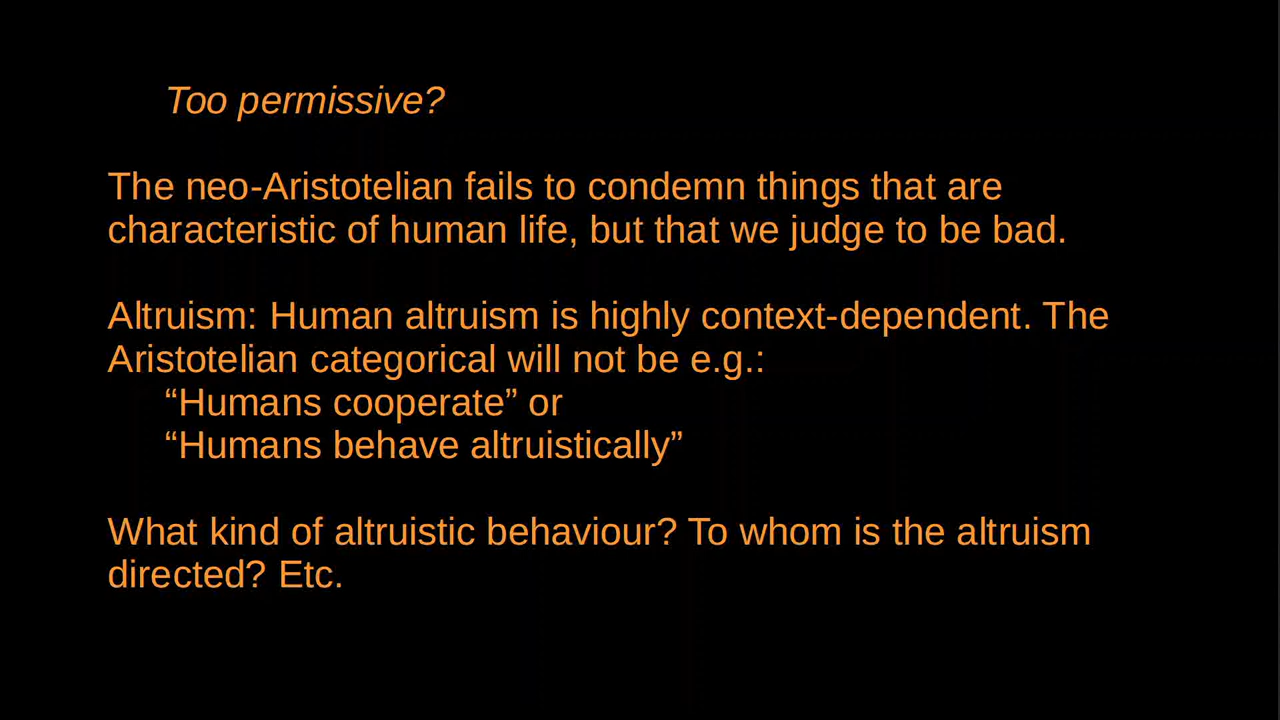 Too permissive?
The neo-Aristotelian fails to condemn things that are
characteristic of human life, but that we judge to be bad.
Altruism: Human altruism is highly context-dependent. The
Aristotelian categorical will not be e.g.:
“Humans cooperate” or
“Humans behave altruistically”
What kind of altruistic behaviour? To whom is the altruism
directed? Etc.